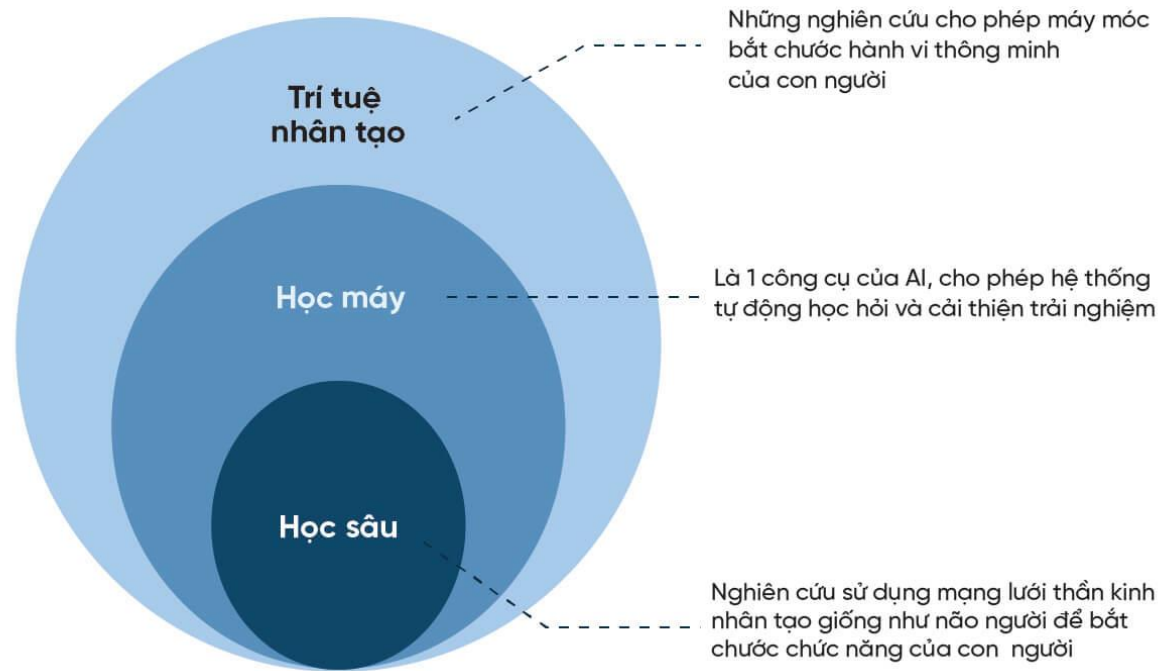 Những nghiên cứu cho phép máy móc
bắt chước hành vi thông minh
của con người
Trí tuệ
nhân tạo
Học máy
Là 1 công cụ của AI, cho phép hệ thống
tự động học hỏi và cải thiện trải nghiệm
Học sâu
Nghiên cứu sử dụng mạng lưới thần kinh
nhân tạo giống như não người để bắt
chước chức năng của con người